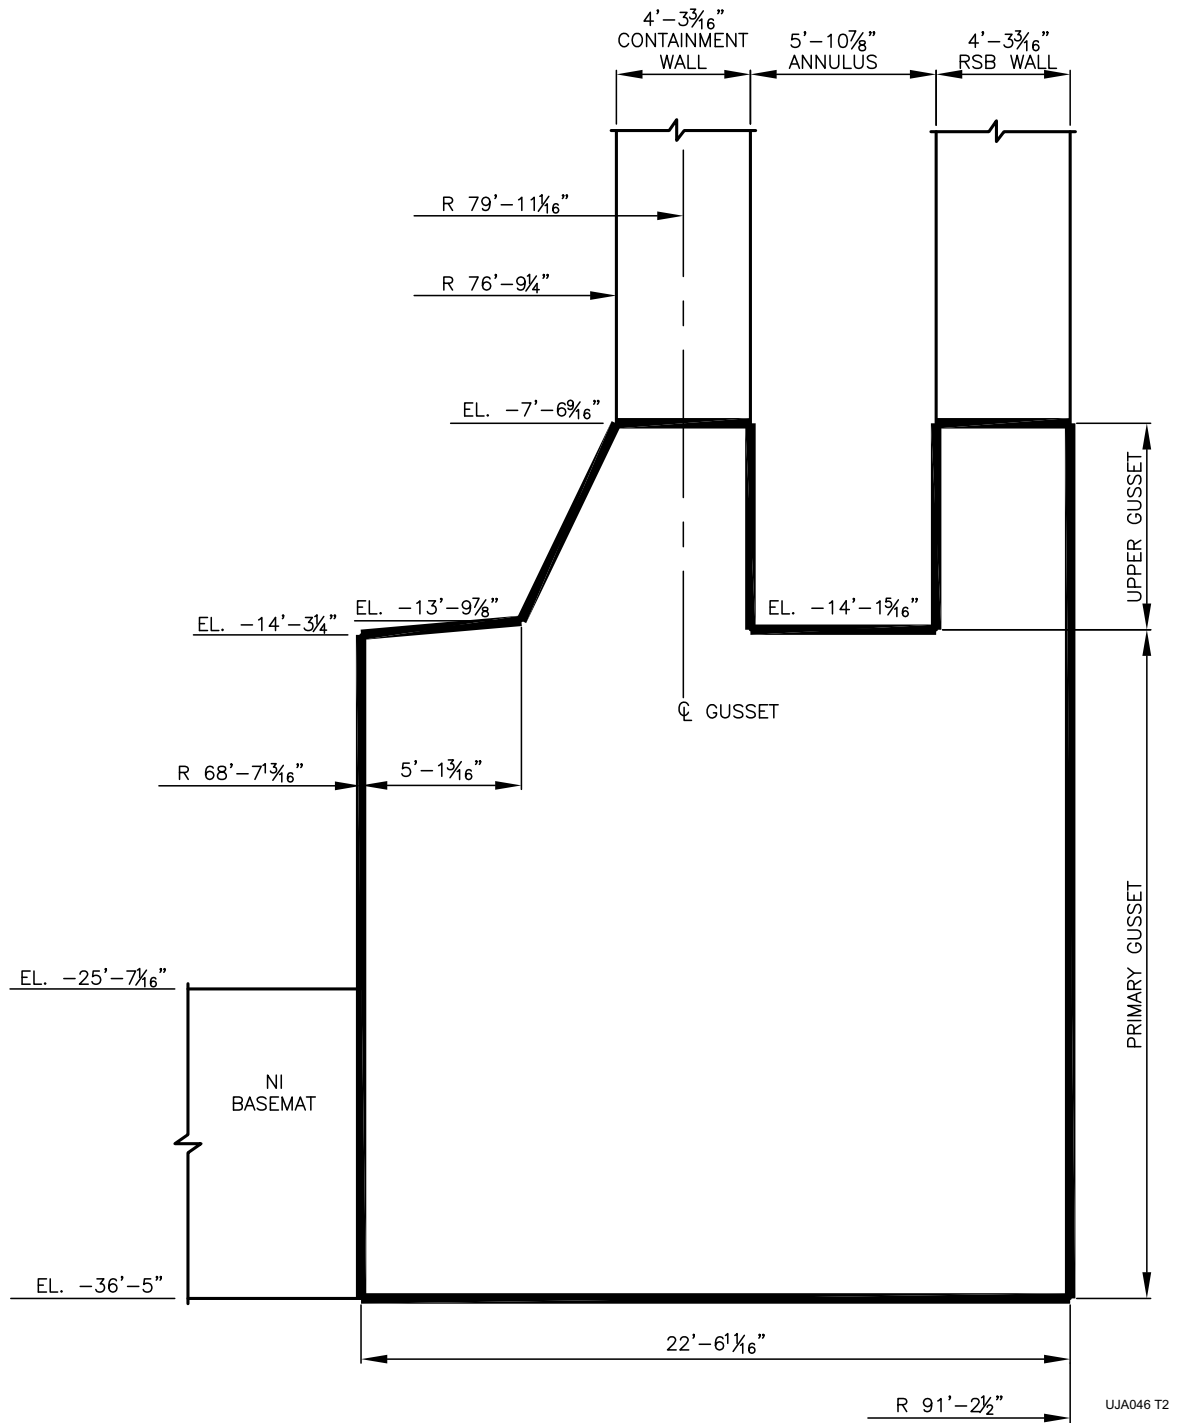 4'-3 3/16"
CONTAINMENT
WALL
5'-10 7/8"
ANNULUS
4'-3 3/16"
RSB WALL
R 79'-11 1/16"
R 76'-9 1/4"
EL. -7'-6 9/16"
UPPER GUSSET
EL. -13'-9 7/8"
EL. -14'-1 5/16"
EL. -14'-3 1/4"
℄ GUSSET
R 68'-7 13/16"
5'-1 3/16"
PRIMARY GUSSET
EL. -25'-7 1/16"
NI
BASEMAT
EL. -36'-5"
22'-6 11/16"
R 91'-2 1/2"
UJA046 T2